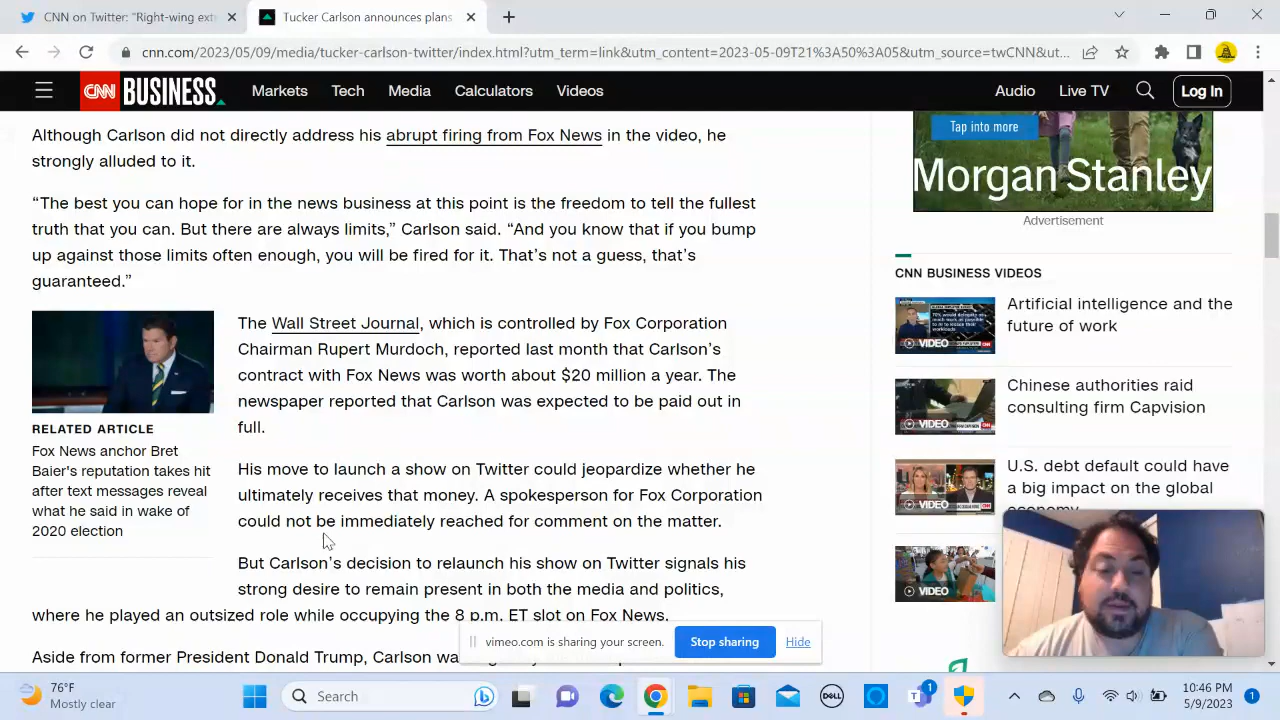 CNN on Twitter: "Right-wing ext
Tucker Carlson announces plans
cnn.com/2023/05/09/media/tucker-carlson-twitter/index.html?utm_term=link&utm_content=2023-05-09T21%3A50%3A05&utm_source=twCNN&ut...
CNN BUSINESS
Markets
Tech
Media
Calculators
Videos
Audio
Live TV
Log In
Although Carlson did not directly address his abrupt firing from Fox News in the video, he
strongly alluded to it.
“The best you can hope for in the news business at this point is the freedom to tell the fullest
truth that you can. But there are always limits,” Carlson said. “And you know that if you bump
up against those limits often enough, you will be fired for it. That’s not a guess, that’s
guaranteed.”
RELATED ARTICLE
Fox News anchor Bret
Baier's reputation takes hit
after text messages reveal
what he said in wake of
2020 election
The Wall Street Journal, which is controlled by Fox Corporation
Chairman Rupert Murdoch, reported last month that Carlson’s
contract with Fox News was worth about $20 million a year. The
newspaper reported that Carlson was expected to be paid out in
full.
His move to launch a show on Twitter could jeopardize whether he
ultimately receives that money. A spokesperson for Fox Corporation
could not be immediately reached for comment on the matter.
But Carlson’s decision to relaunch his show on Twitter signals his
strong desire to remain present in both the media and politics,
where he played an outsized role while occupying the 8 p.m. ET slot on Fox News.
Aside from former President Donald Trump, Carlson
Tap into more
Morgan Stanley
Advertisement
CNN BUSINESS VIDEOS
Artificial intelligence and the
future of work
VIDEO
Chinese authorities raid
consulting firm Capvision
VIDEO
U.S. debt default could have
a big impact on the global
economy
VIDEO
VIDEO
vimeo.com is sharing your screen.
Stop sharing
Hide
76°F
Mostly clear
Search
DELL
1
10:46 PM
5/9/2023
1